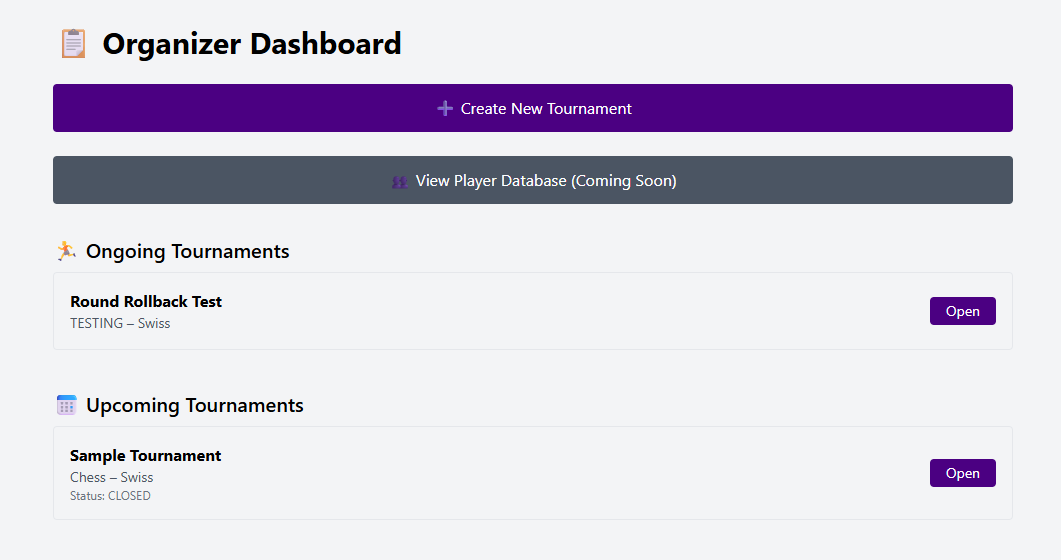 Organizer Dashboard
Create New Tournament
View Player Database (Coming Soon)
Ongoing Tournaments
Round Rollback Test
TESTING – Swiss
Open
Upcoming Tournaments
Sample Tournament
Chess – Swiss
Status: CLOSED
Open